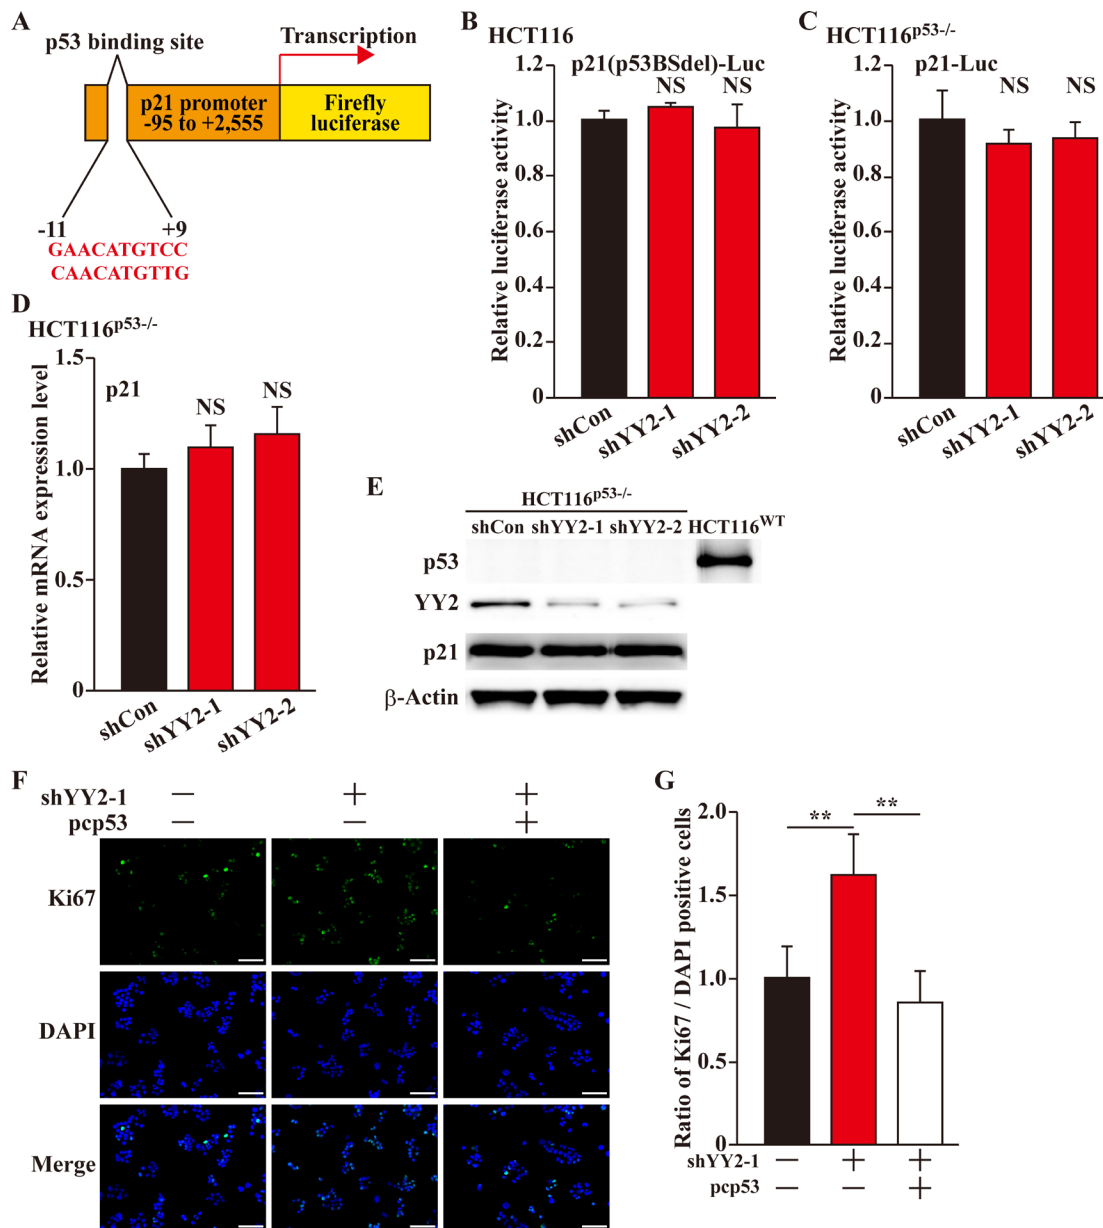 A
p53 binding site
Transcription
p21 promoter
-95 to +2,555
Firefly
luciferase
-11
+9
GAACATGTCC
CAACATGTTG
B
HCT116
p21(p53BSdel)-Luc
Relative luciferase activity
1.2
1.0
0.8
0.6
0.4
0.2
0
NS
NS
shCon
shYY2-1
shYY2-2
C
HCT116p53-/-
p21-Luc
Relative luciferase activity
1.2
1.0
0.8
0.6
0.4
0.2
0
NS
NS
shCon
shYY2-1
shYY2-2
D
HCT116p53-/-
p21
Relative mRNA expression level
1.5
1.0
0.5
0
NS
NS
shCon
shYY2-1
shYY2-2
E
HCT116p53-/-
shCon shYY2-1 shYY2-2 HCT116WT
p53
YY2
p21
β-Actin
F
shYY2-1 — + +
pcp53 — — +
Ki67
DAPI
Merge
G
Ratio of Ki67 / DAPI positive cells
2.0
1.5
1.0
0.5
0
**
**
shYY2-1 — + +
pcp53 — — +